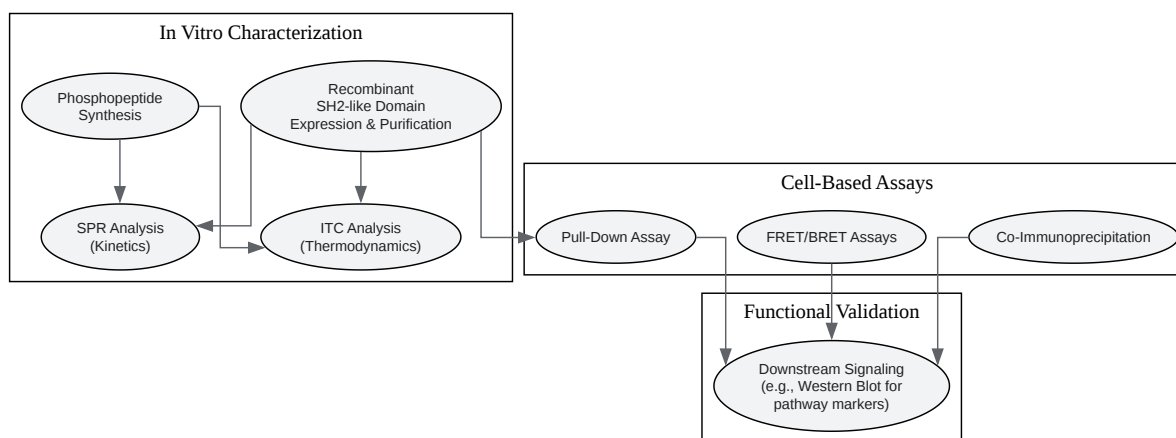 In Vitro Characterization
Phosphopeptide
Synthesis
Recombinant
SH2-like Domain
Expression & Purification
SPR Analysis
(Kinetics)
ITC Analysis
(Thermodynamics)
Cell-Based Assays
Pull-Down Assay
FRET/BRET Assays
Co-Immunoprecipitation
Functional Validation
Downstream Signaling
(e.g., Western Blot for
pathway markers)